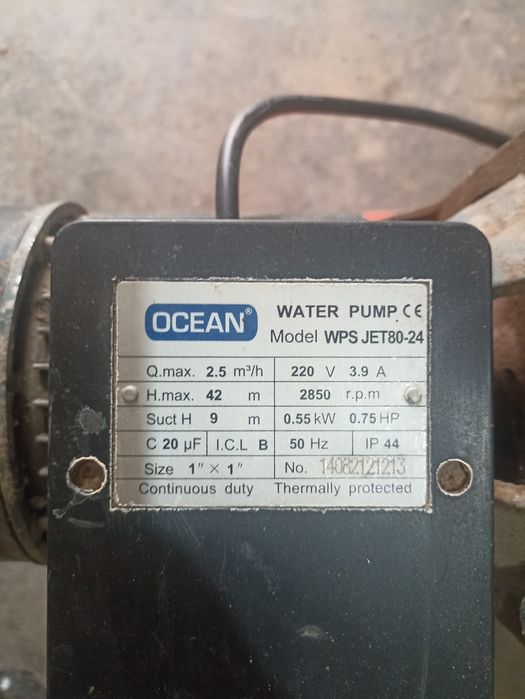 OCEAN®
WATER PUMP CE
Model WPS JET80-24
Q.max. 2.5 m³/h 220 V 3.9 A
H.max. 42 m 2850 r.p.m
Suct H 9 m 0.55 kW 0.75 HP
C 20 µF I.C.L B 50 Hz IP 44
Size 1" × 1" No. 14082121213
Continuous duty Thermally protected